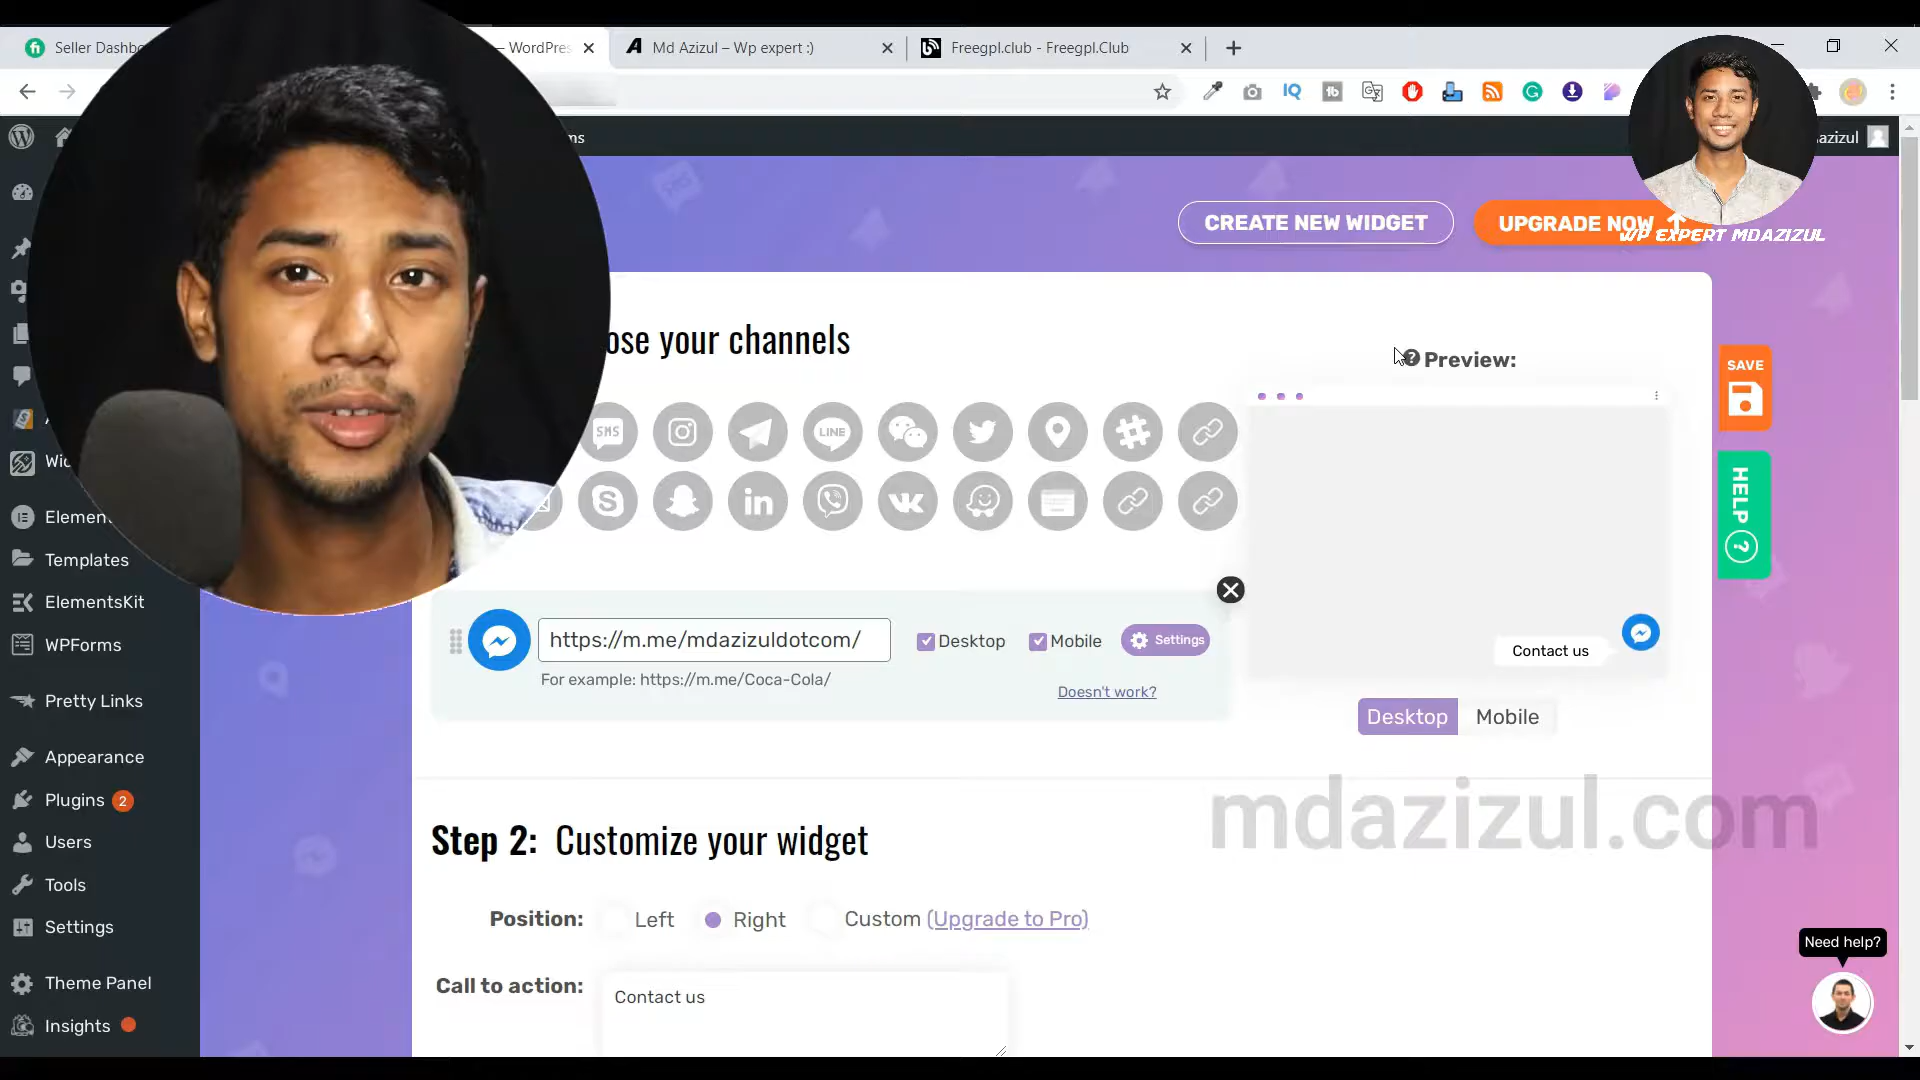 Seller Dashbo
— WordPres
Md Azizul – Wp expert :)
Freegpl.club - Freegpl.Club
ms
azizul
CREATE NEW WIDGET
UPGRADE NOW
WP EXPERT MDAZIZUL
ose your channels
Preview:
SAVE
SMS
LINE
HELP ?
Wid
Elemen
Templates
ElementsKit
WPForms
Pretty Links
Appearance
Plugins 2
Users
Tools
Settings
Theme Panel
Insights
https://m.me/mdazizuldotcom/
Desktop
Mobile
Settings
For example: https://m.me/Coca-Cola/
Doesn't work?
Contact us
Desktop
Mobile
mdazizul.com
Step 2: Customize your widget
Position: Left Right Custom (Upgrade to Pro)
Call to action:
Contact us
Need help?